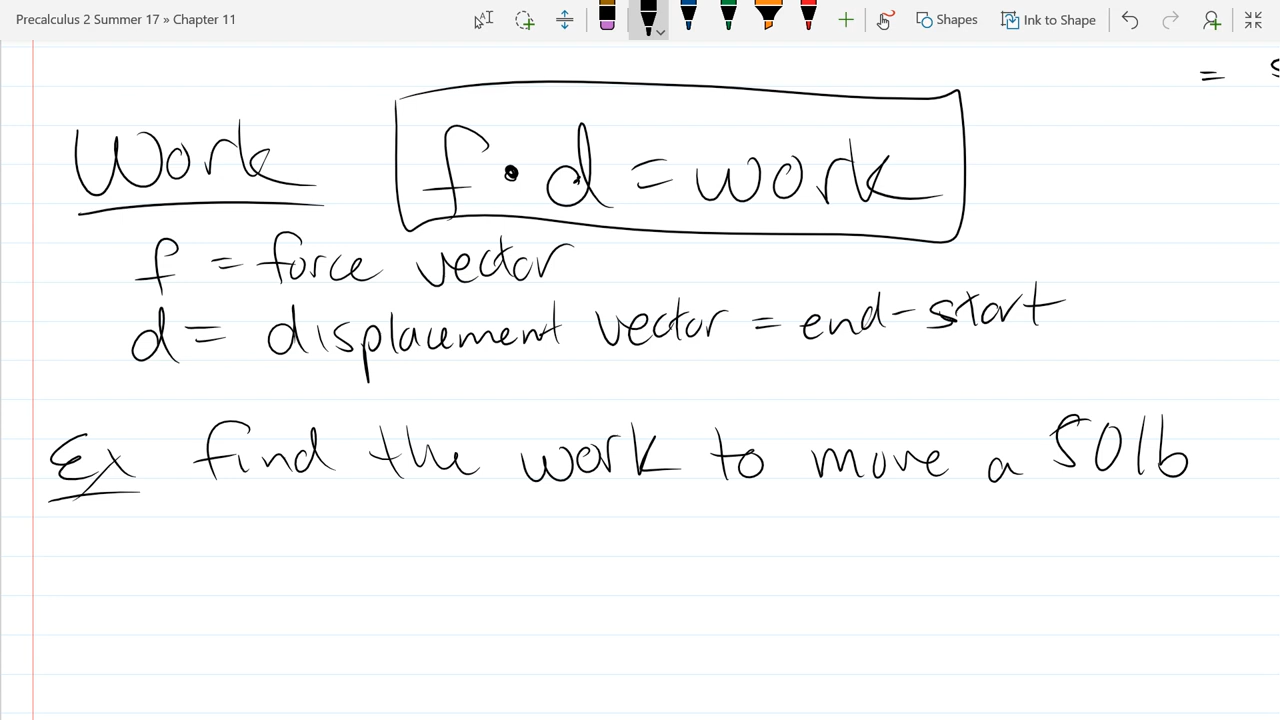 Precalculus 2 Summer 17 » Chapter 11
Shapes
Ink to Shape
=
Work
f • d = work
f = force vector
d = displacement vector = end - start
Ex find the work to move a 50lb